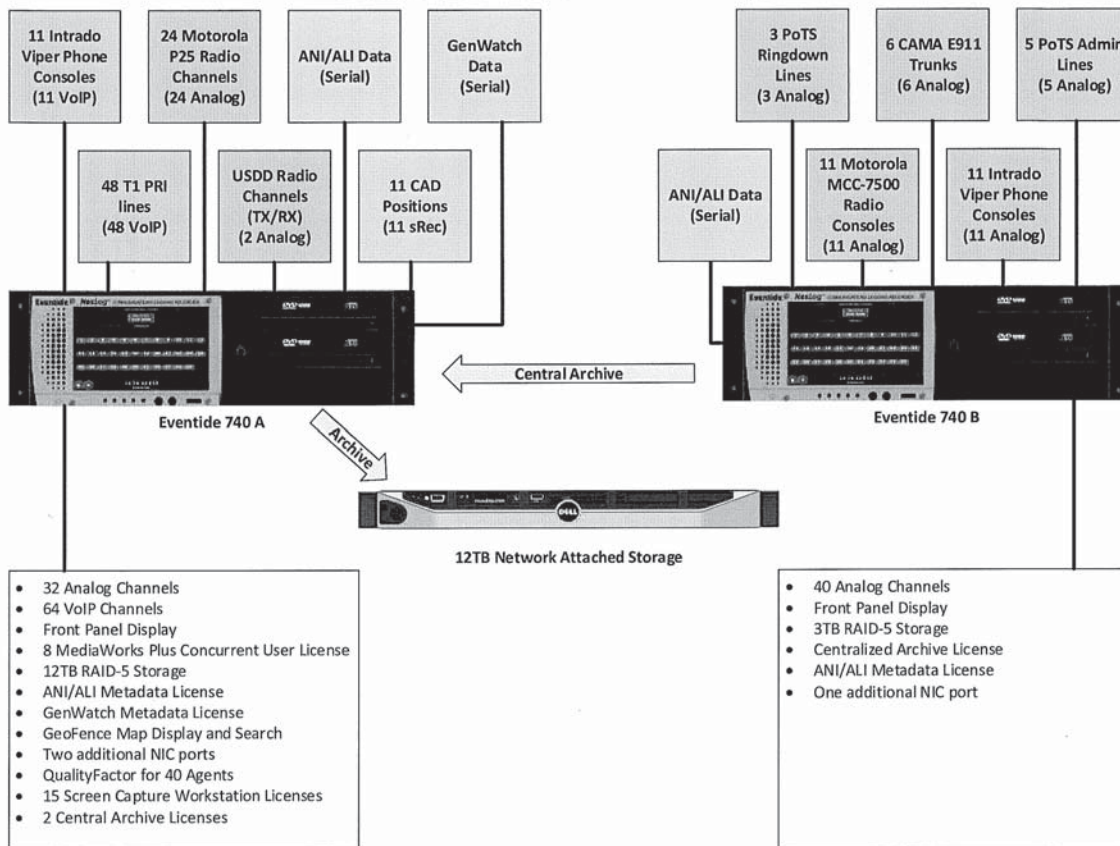 11 Intrado
Viper Phone
Consoles
(11 VoIP)
24 Motorola
P25 Radio
Channels
(24 Analog)
ANI/ALI Data
(Serial)
GenWatch
Data
(Serial)
3 PoTS
Ringdown
Lines
(3 Analog)
6 CAMA E911
Trunks
(6 Analog)
5 PoTS Admin
Lines
(5 Analog)
48 T1 PRI
lines
(48 VoIP)
USDD Radio
Channels
(TX/RX)
(2 Analog)
11 CAD
Positions
(11 sRec)
ANI/ALI Data
(Serial)
11 Motorola
MCC-7500
Radio
Consoles
(11 Analog)
11 Intrado
Viper Phone
Consoles
(11 Analog)
Eventide NexLog
Eventide NexLog
Central Archive
Eventide 740 A
Eventide 740 B
Archive
DELL
12TB Network Attached Storage
• 32 Analog Channels
• 64 VoIP Channels
• Front Panel Display
• 8 MediaWorks Plus Concurrent User License
• 12TB RAID-5 Storage
• ANI/ALI Metadata License
• GenWatch Metadata License
• GeoFence Map Display and Search
• Two additional NIC ports
• QualityFactor for 40 Agents
• 15 Screen Capture Workstation Licenses
• 2 Central Archive Licenses
• 40 Analog Channels
• Front Panel Display
• 3TB RAID-5 Storage
• Centralized Archive License
• ANI/ALI Metadata License
• One additional NIC port